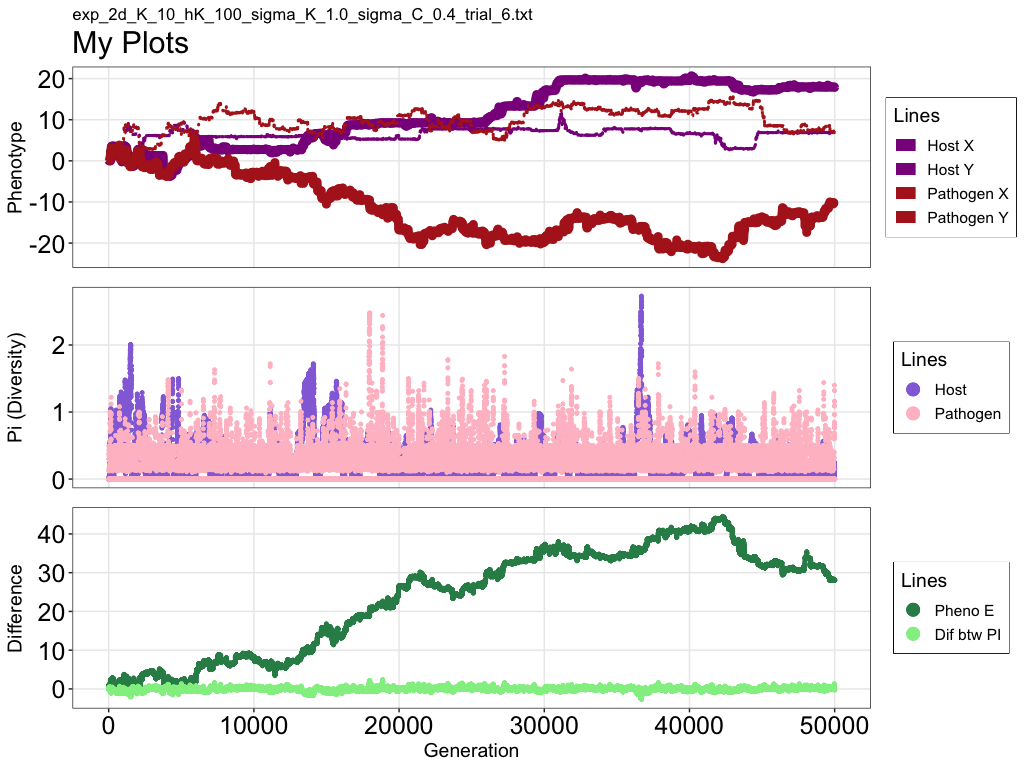 exp_2d_K_10_hK_100_sigma_K_1.0_sigma_C_0.4_trial_6.txt
My Plots
Phenotype
20
10
0
-10
-20
Lines
Host X
Host Y
Pathogen X
Pathogen Y
Pi (Diversity)
2
1
0
Lines
Host
Pathogen
Difference
40
30
20
10
0
Lines
Pheno E
Dif btw PI
0 10000 20000 30000 40000 50000
Generation